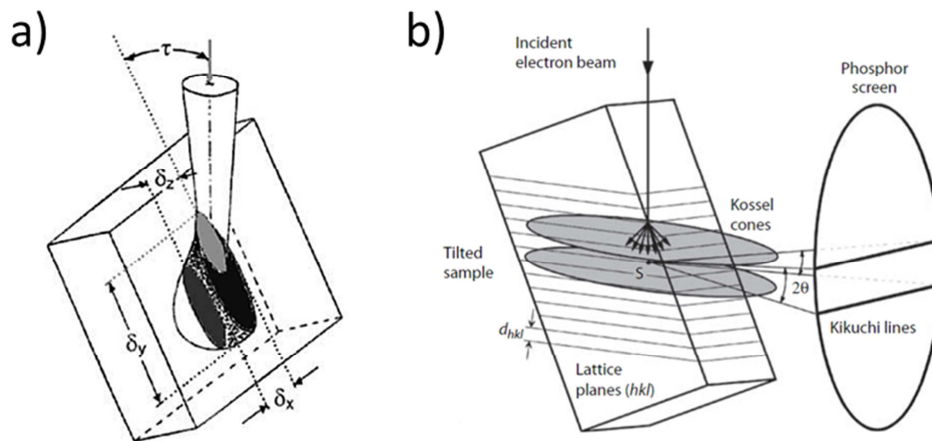 a)
τ
δz
δy
δx
b)
Incident
electron beam
Phosphor
screen
Kossel
cones
Tilted
sample
S
2θ
dhkl
Kikuchi lines
Lattice
planes (hkl)